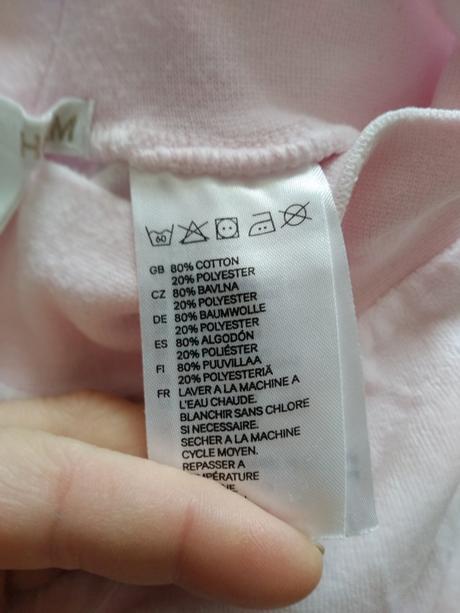 H M
60
GB 80% COTTON
20% POLYESTER
CZ 80% BAVLNA
20% POLYESTER
DE 80% BAUMWOLLE
20% POLYESTER
ES 80% ALGODÓN
20% POLIÉSTER
FI 80% PUUVILLAA
20% POLYESTERIÄ
FR LAVER A LA MACHINE A
L'EAU CHAUDE.
BLANCHIR SANS CHLORE
SI NECESSAIRE.
SECHER A LA MACHINE
CYCLE MOYEN.
REPASSER A